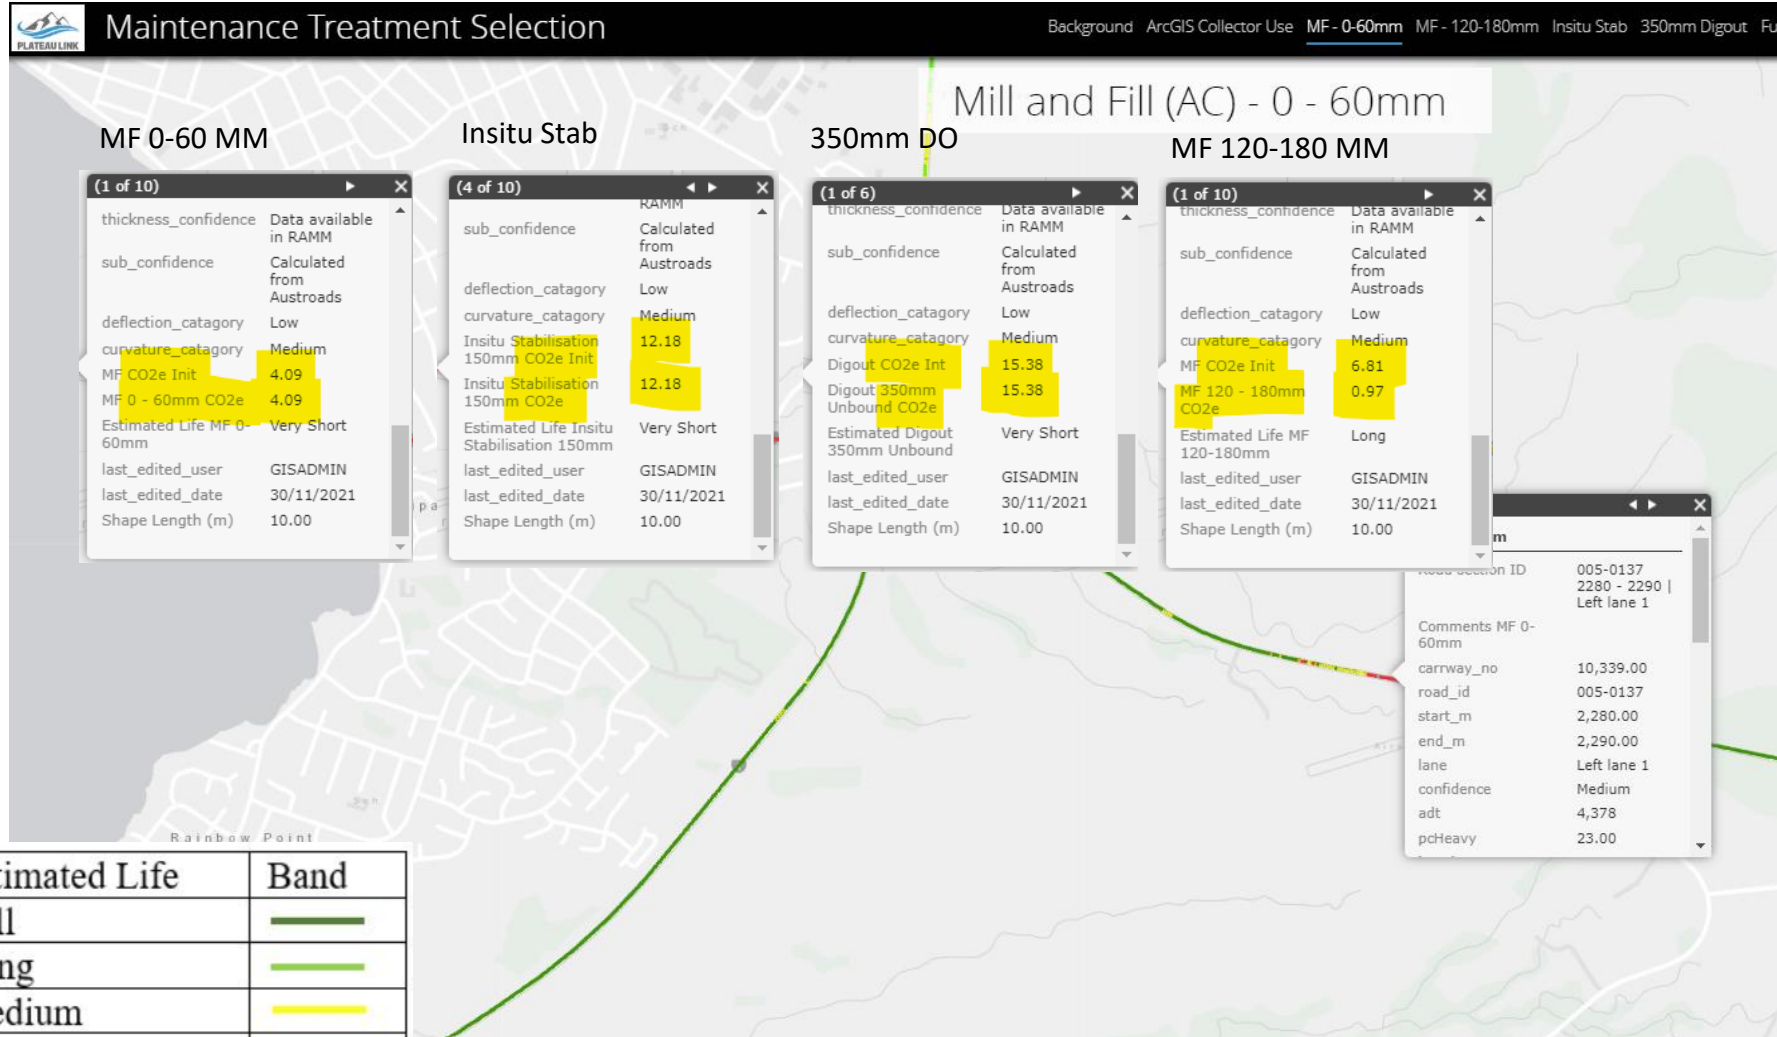 PLATEAU LINK
Maintenance Treatment Selection
Background ArcGIS Collector Use MF - 0-60mm MF - 120-180mm Insitu Stab 350mm Digout Fu
Mill and Fill (AC) - 0 - 60mm
MF 0-60 MM
(1 of 10)
thickness_confidence Data available
in RAMM
sub_confidence Calculated
from
Austroads
deflection_catagory Low
curvature_catagory Medium
MF CO2e Init 4.09
MF 0 - 60mm CO2e 4.09
Estimated Life MF 0- Very Short
60mm
last_edited_user GISADMIN
last_edited_date 30/11/2021
Shape Length (m) 10.00
Insitu Stab
(4 of 10)
RAMM
sub_confidence Calculated
from
Austroads
deflection_catagory Low
curvature_catagory Medium
Insitu Stabilisation 12.18
150mm CO2e Init
Insitu Stabilisation 12.18
150mm CO2e
Estimated Life Insitu Very Short
Stabilisation 150mm
last_edited_user GISADMIN
last_edited_date 30/11/2021
Shape Length (m) 10.00
350mm DO
(1 of 6)
thickness_confidence Data available
in RAMM
sub_confidence Calculated
from
Austroads
deflection_catagory Low
curvature_catagory Medium
Digout CO2e Int 15.38
Digout 350mm 15.38
Unbound CO2e
Estimated Digout Very Short
350mm Unbound
last_edited_user GISADMIN
last_edited_date 30/11/2021
Shape Length (m) 10.00
MF 120-180 MM
(1 of 10)
thickness_confidence Data available
in RAMM
sub_confidence Calculated
from
Austroads
deflection_catagory Low
curvature_catagory Medium
MF CO2e Init 6.81
MF 120 - 180mm 0.97
CO2e
Estimated Life MF Long
120-180mm
last_edited_user GISADMIN
last_edited_date 30/11/2021
Shape Length (m) 10.00
m
Road Section ID 005-0137
2280 - 2290 |
Left lane 1
Comments MF 0-
60mm
carrway_no 10,339.00
road_id 005-0137
start_m 2,280.00
end_m 2,290.00
lane Left lane 1
confidence Medium
adt 4,378
pcHeavy 23.00
Rainbow Point
timated Life Band
ll
ng
edium